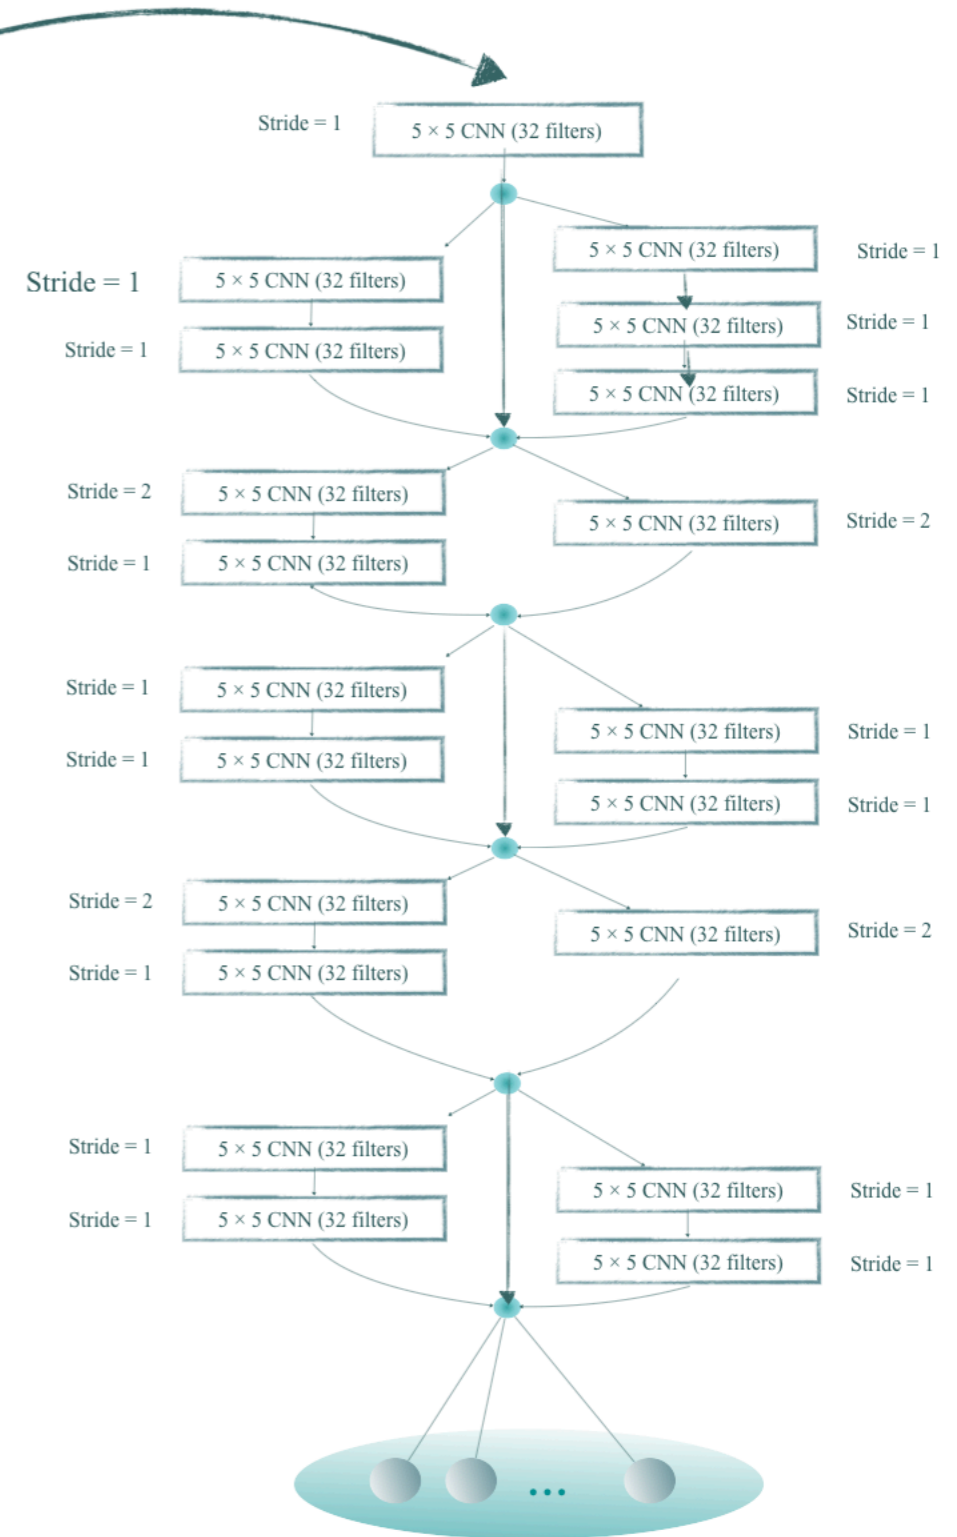 Stride = 1
5 × 5 CNN (32 filters)
5 × 5 CNN (32 filters)
Stride = 1
Stride = 1
5 × 5 CNN (32 filters)
5 × 5 CNN (32 filters)
Stride = 1
Stride = 1
5 × 5 CNN (32 filters)
5 × 5 CNN (32 filters)
Stride = 1
Stride = 2
5 × 5 CNN (32 filters)
5 × 5 CNN (32 filters)
Stride = 2
Stride = 1
5 × 5 CNN (32 filters)
Stride = 1
5 × 5 CNN (32 filters)
5 × 5 CNN (32 filters)
Stride = 1
Stride = 1
5 × 5 CNN (32 filters)
5 × 5 CNN (32 filters)
Stride = 1
Stride = 2
5 × 5 CNN (32 filters)
5 × 5 CNN (32 filters)
Stride = 2
Stride = 1
5 × 5 CNN (32 filters)
Stride = 1
5 × 5 CNN (32 filters)
5 × 5 CNN (32 filters)
Stride = 1
Stride = 1
5 × 5 CNN (32 filters)
5 × 5 CNN (32 filters)
Stride = 1
...